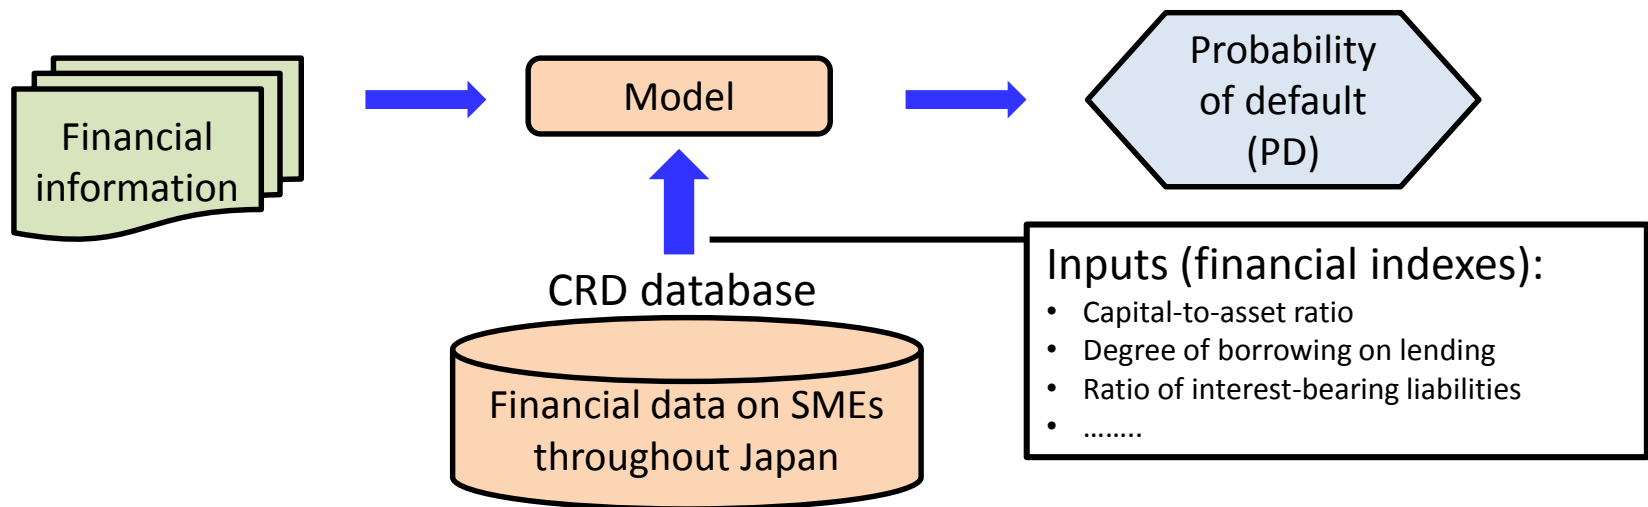 Financial
information
Model
Probability
of default
(PD)
CRD database
Financial data on SMEs
throughout Japan
Inputs (financial indexes):
• Capital-to-asset ratio
• Degree of borrowing on lending
• Ratio of interest-bearing liabilities
• ........